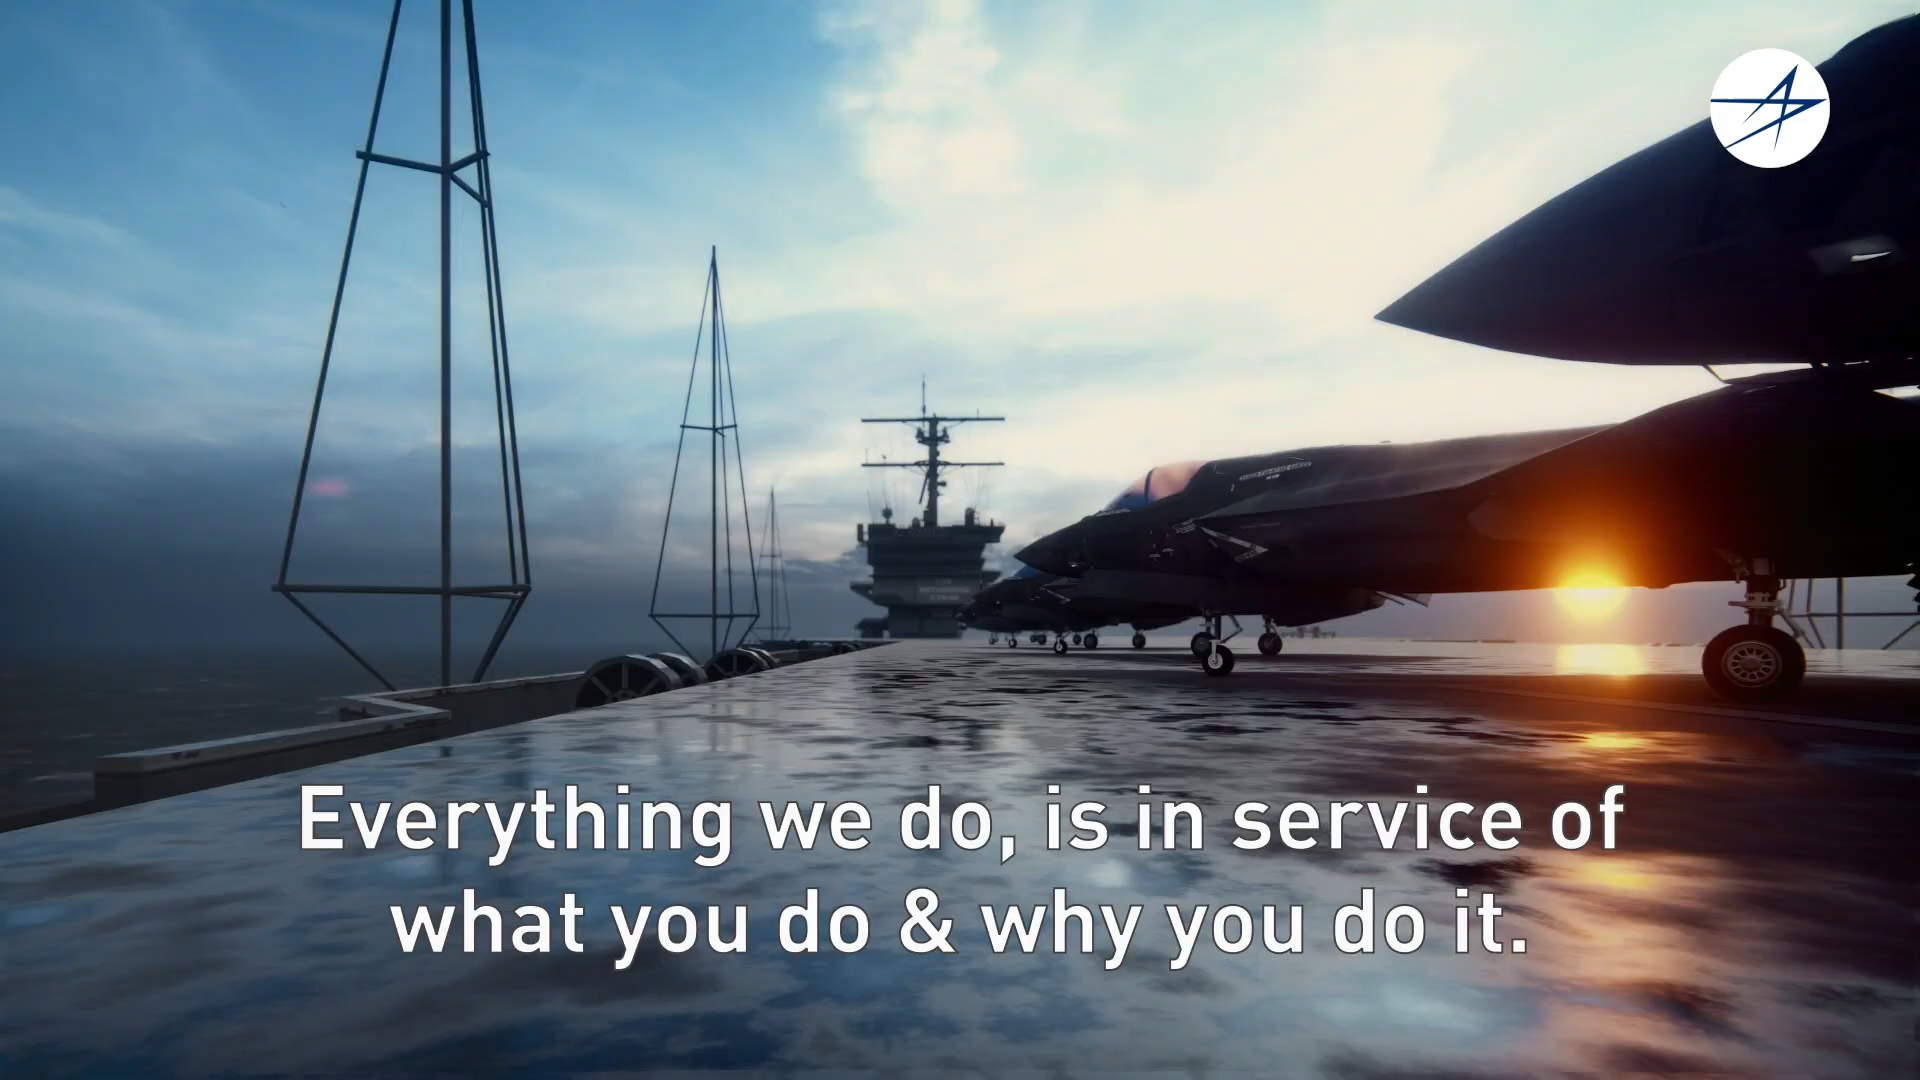 Everything we do, is in service of
what you do & why you do it.